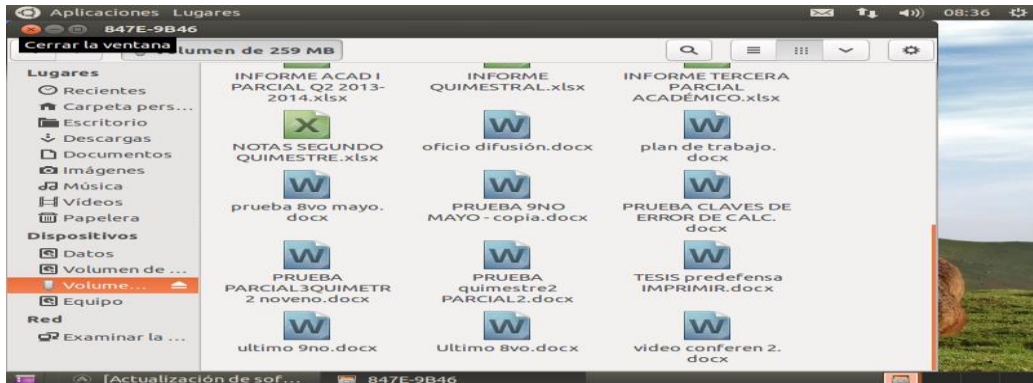 Aplicaciones Lugares
08:36
847E-9B46
Cerrar la ventana
lumen de 259 MB
Lugares
Recientes
Carpeta pers...
Escritorio
Descargas
Documentos
Imágenes
Música
Vídeos
Papelera
Dispositivos
Datos
Volumen de ...
Volume...
Equipo
Red
Examinar la ...
INFORME ACAD I
PARCIAL Q2 2013-
2014.xlsx
INFORME
QUIMESTRAL.xlsx
INFORME TERCERA
PARCIAL
ACADÉMICO.xlsx
NOTAS SEGUNDO
QUIMESTRE.xlsx
oficio difusión.docx
plan de trabajo.
docx
prueba 8vo mayo.
docx
PRUEBA 9NO
MAYO - copia.docx
PRUEBA CLAVES DE
ERROR DE CALC.
docx
PRUEBA
PARCIAL3QUIMETR
2 noveno.docx
PRUEBA
quimestre2
PARCIAL2.docx
TESIS predefensa
IMPRIMIR.docx
ultimo 9no.docx
Ultimo 8vo.docx
video conferen 2.
docx
[Actualización de sof...
847E-9B46